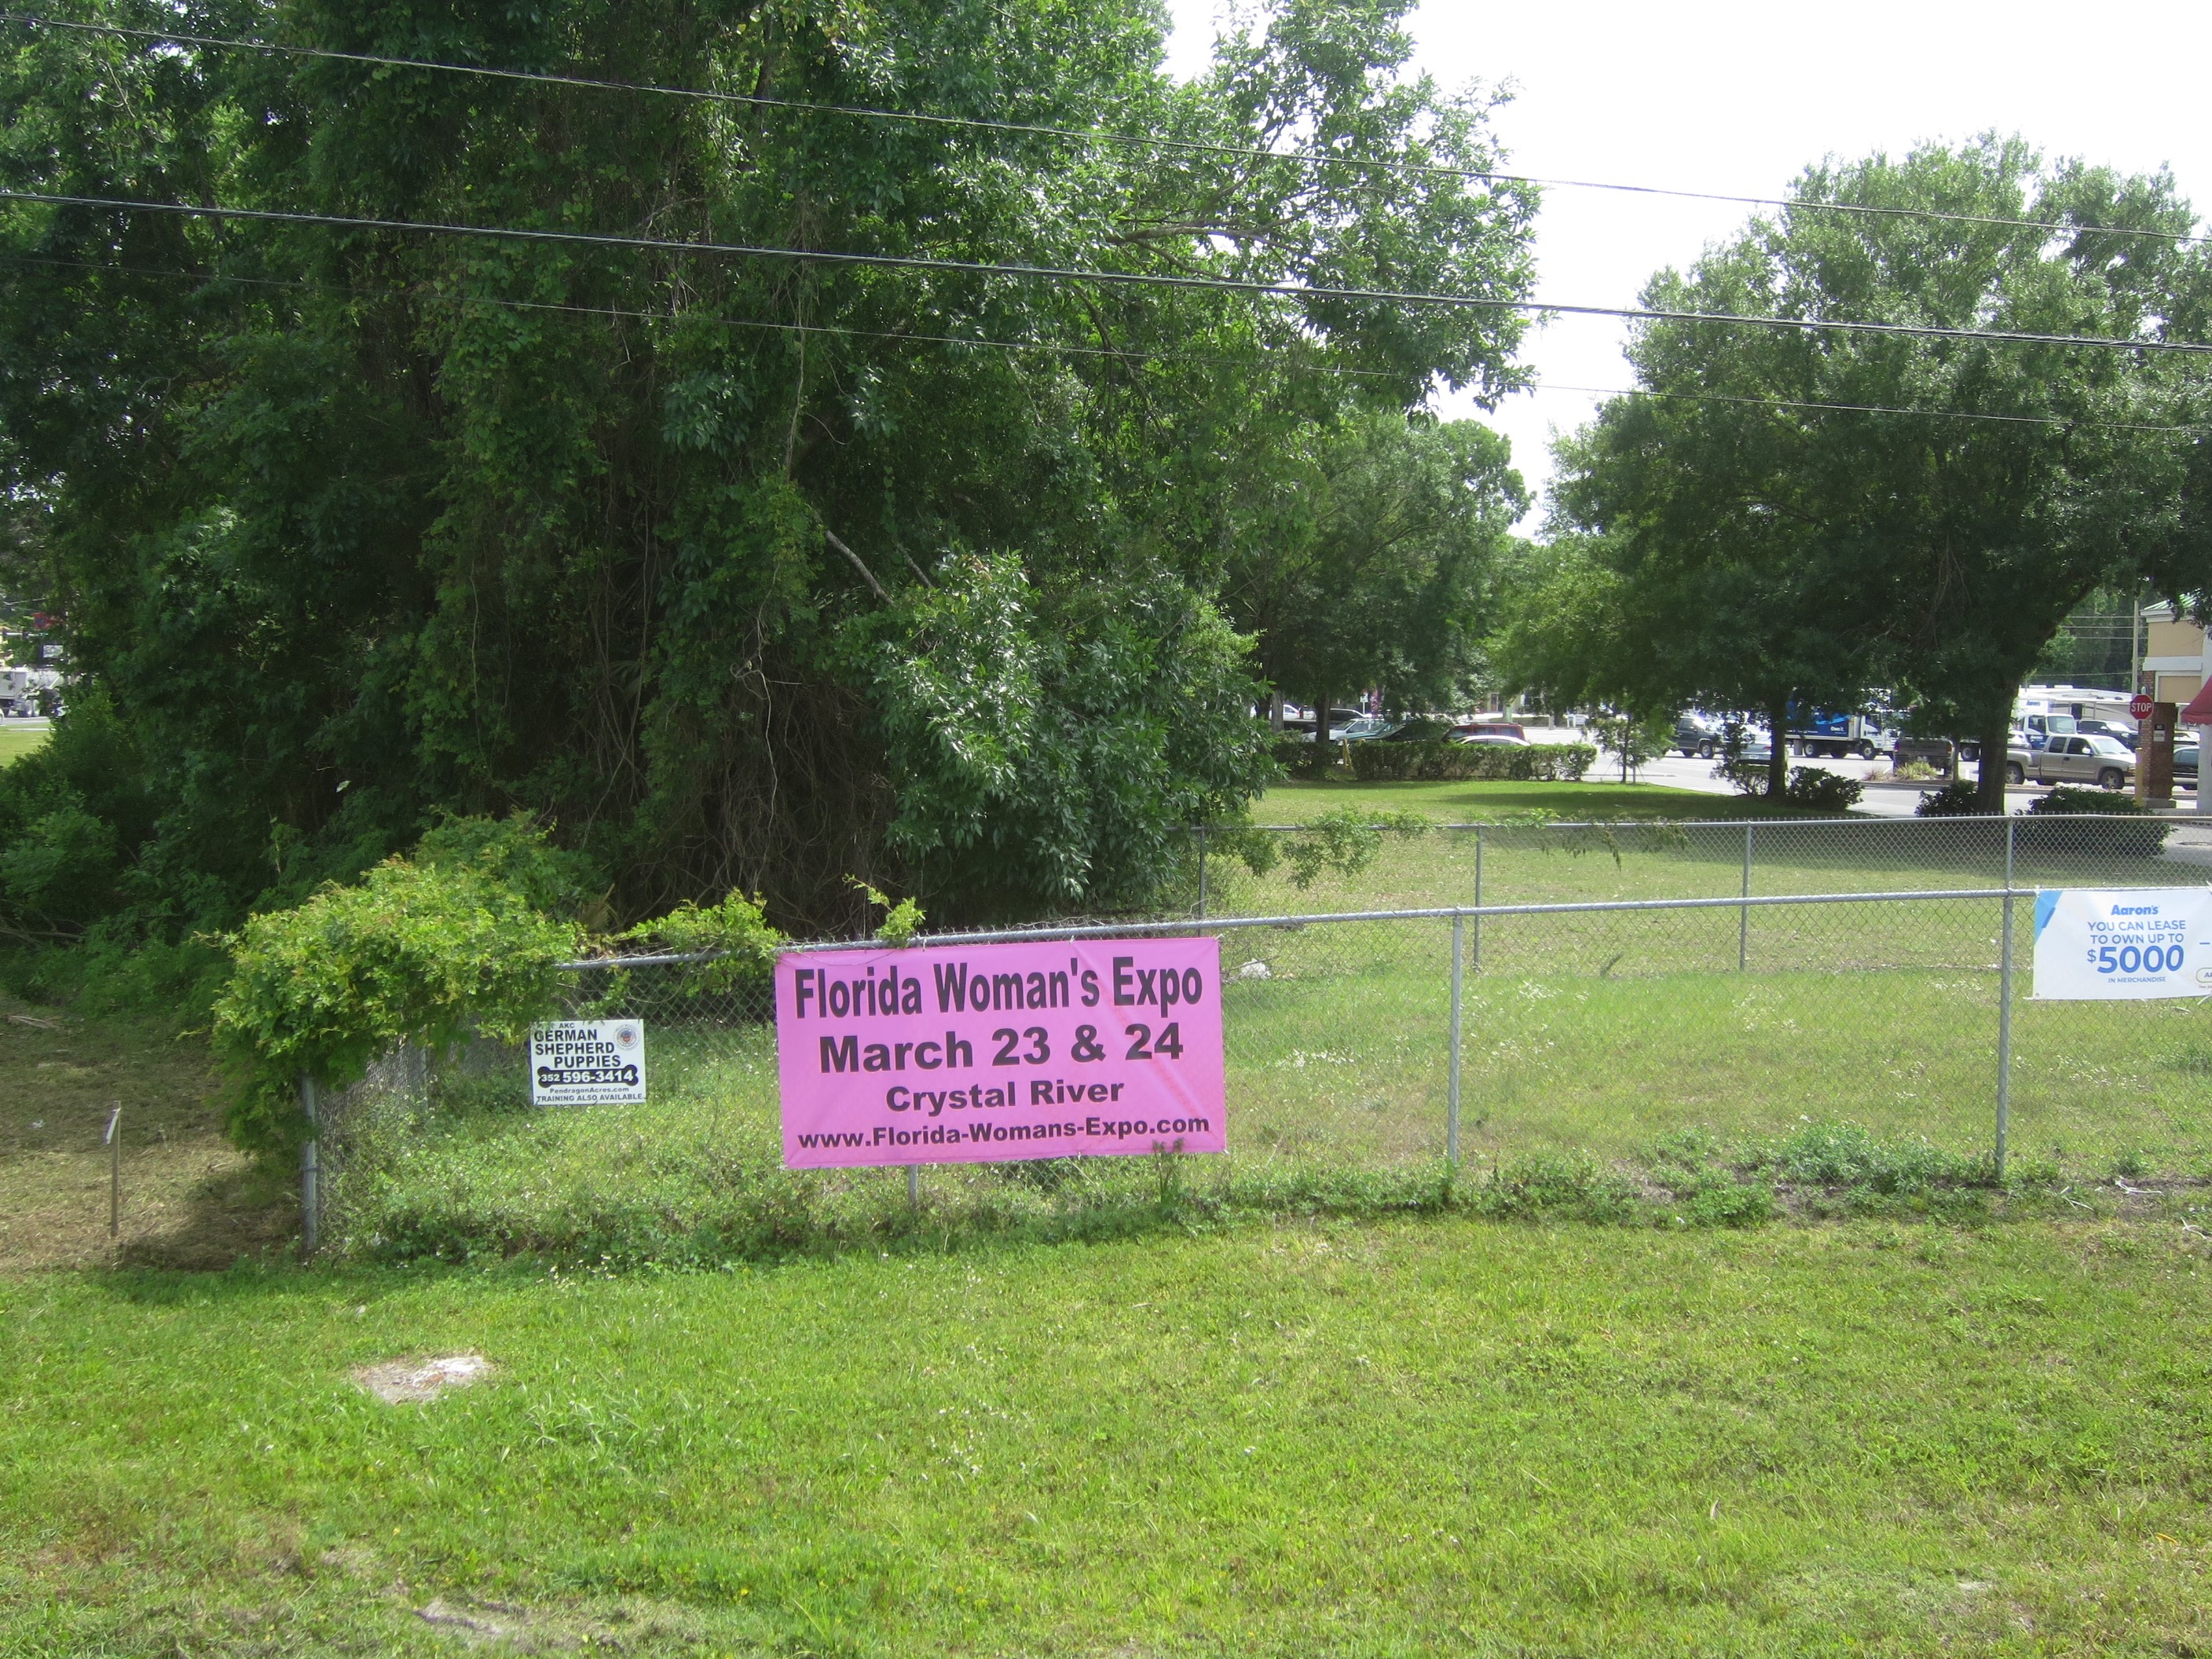 AKC
GERMAN
SHEPHERD
PUPPIES
352 596-3414
PendragonAcres.com
TRAINING ALSO AVAILABLE
Florida Woman's Expo
March 23 & 24
Crystal River
www.Florida-Womans-Expo.com
Aaron's
YOU CAN LEASE
TO OWN UP TO
$5000
IN MERCHANDISE
STOP